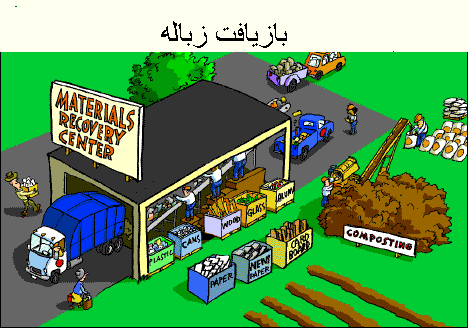 بازیافت زباله
MATERIALS
RECOVERY
CENTER
PLASTIC
CANS
WOOD
GLASS
ALUM
PAPER
NEWS
PAPER
CARD
BOARD
COMPOSTING